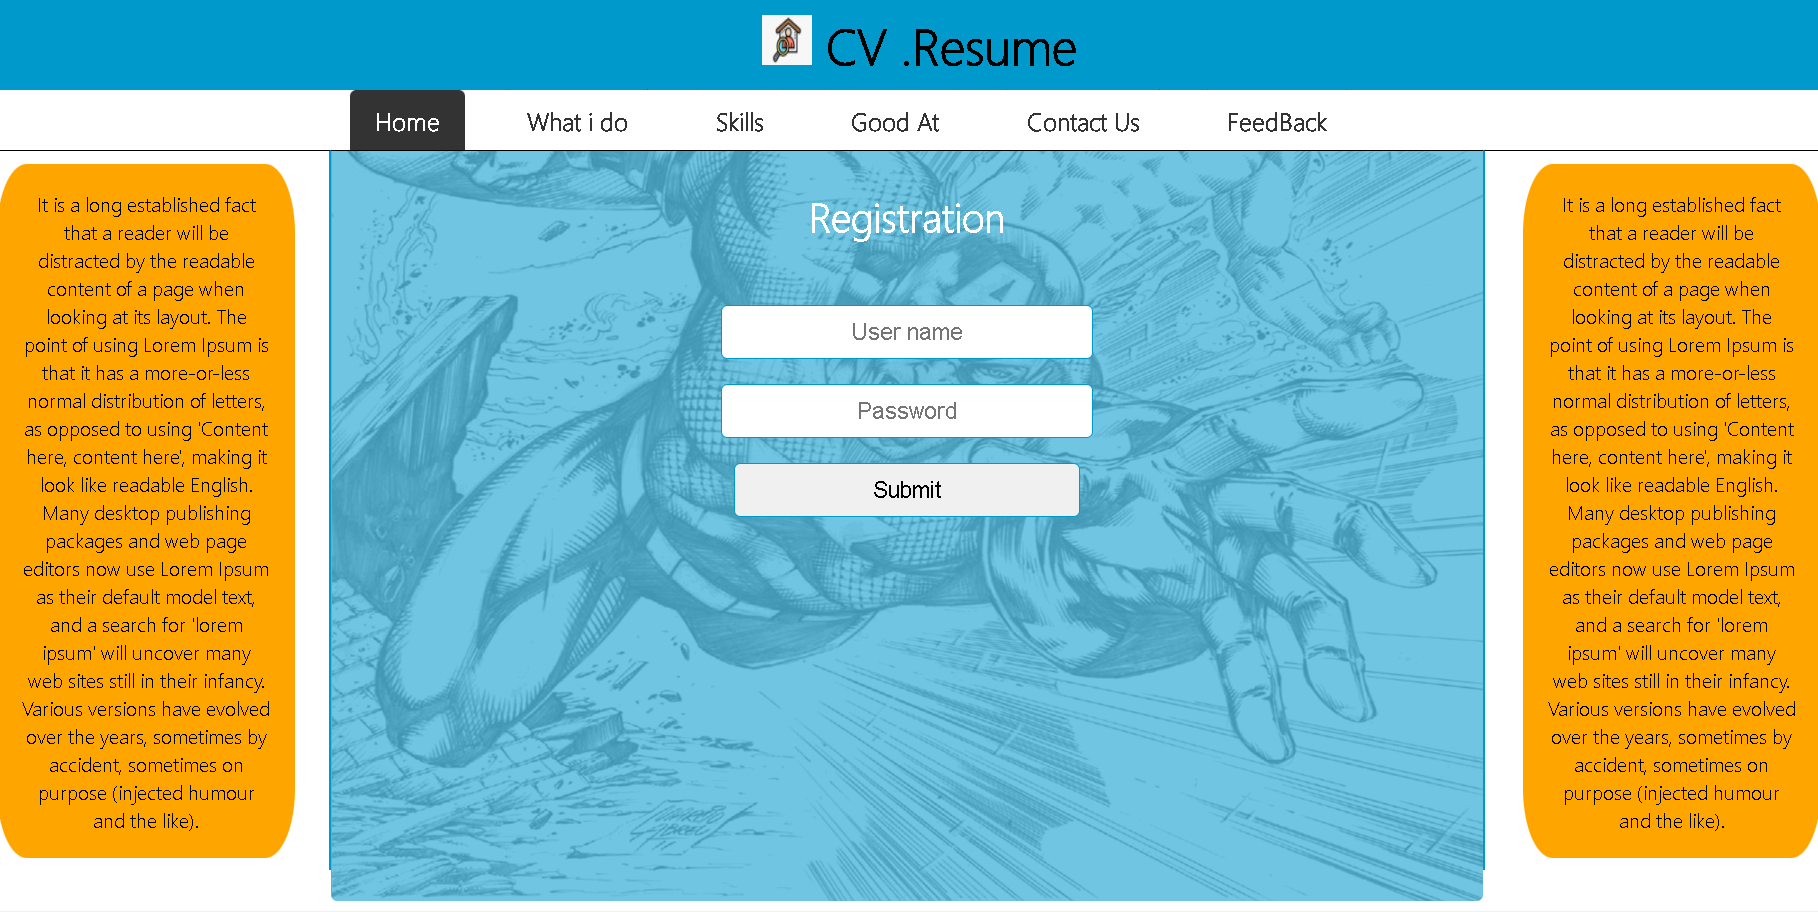 CV .Resume
Home
What i do
Skills
Good At
Contact Us
FeedBack
It is a long established fact
that a reader will be
distracted by the readable
content of a page when
looking at its layout. The
point of using Lorem Ipsum is
that it has a more-or-less
normal distribution of letters,
as opposed to using 'Content
here, content here', making it
look like readable English.
Many desktop publishing
packages and web page
editors now use Lorem Ipsum
as their default model text,
and a search for 'lorem
ipsum' will uncover many
web sites still in their infancy.
Various versions have evolved
over the years, sometimes by
accident, sometimes on
purpose (injected humour
and the like).
Registration
User name
Password
Submit
It is a long established fact
that a reader will be
distracted by the readable
content of a page when
looking at its layout. The
point of using Lorem Ipsum is
that it has a more-or-less
normal distribution of letters,
as opposed to using 'Content
here, content here', making it
look like readable English.
Many desktop publishing
packages and web page
editors now use Lorem Ipsum
as their default model text,
and a search for 'lorem
ipsum' will uncover many
web sites still in their infancy.
Various versions have evolved
over the years, sometimes by
accident, sometimes on
purpose (injected humour
and the like).